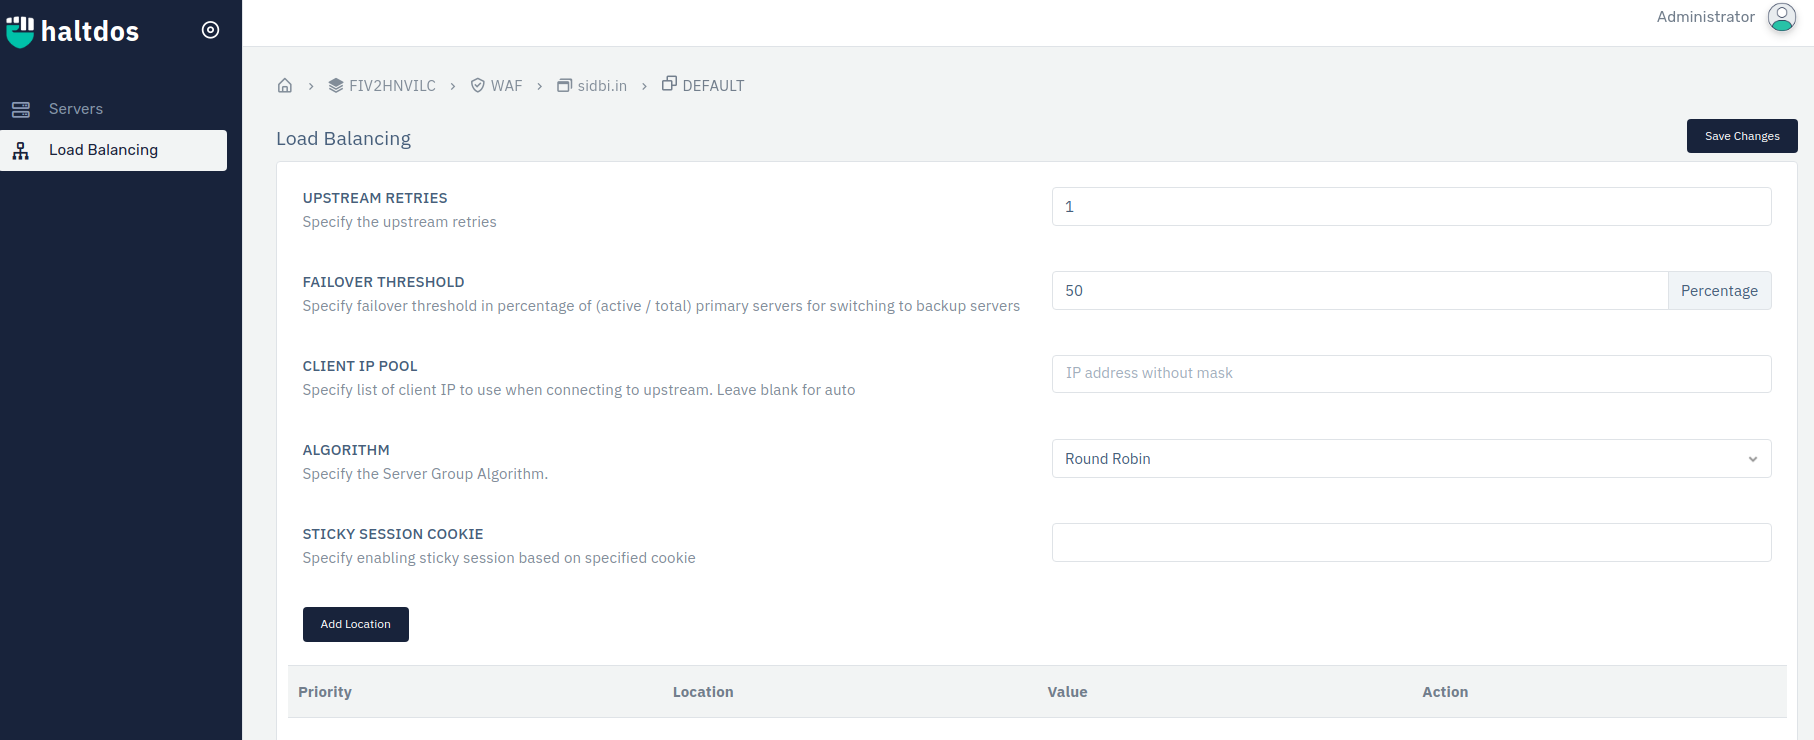 haltdos
Administrator
Servers
Load Balancing
FIV2HNVILC > WAF > sidbi.in > DEFAULT
Load Balancing
Save Changes
UPSTREAM RETRIES
Specify the upstream retries
1
FAILOVER THRESHOLD
Specify failover threshold in percentage of (active / total) primary servers for switching to backup servers
50 Percentage
CLIENT IP POOL
Specify list of client IP to use when connecting to upstream. Leave blank for auto
IP address without mask
ALGORITHM
Specify the Server Group Algorithm.
Round Robin
STICKY SESSION COOKIE
Specify enabling sticky session based on specified cookie
Add Location
Priority Location Value Action